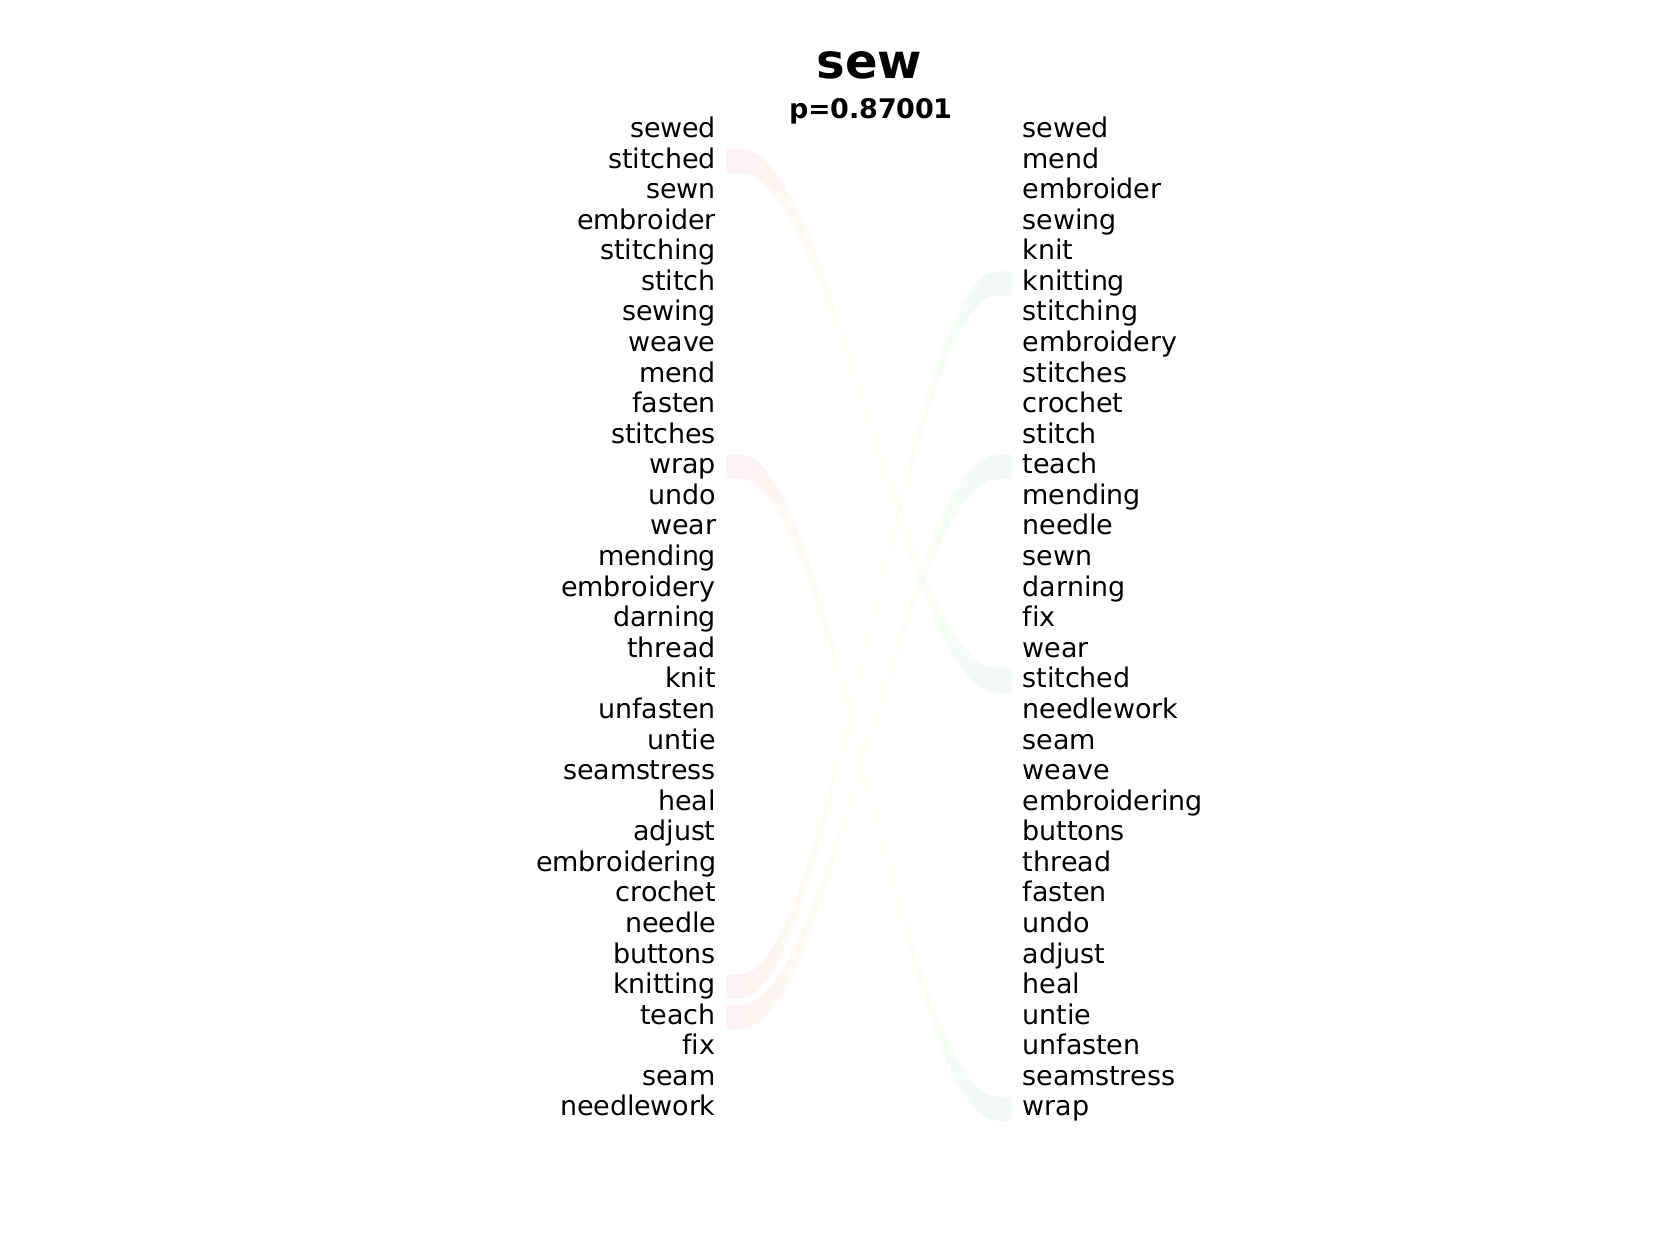 sew
p=0.87001
sewed sewed
stitched mend
sewn embroider
embroider sewing
stitching knit
stitch knitting
sewing stitching
weave embroidery
mend stitches
fasten crochet
stitches stitch
wrap teach
undo mending
wear needle
mending sewn
embroidery darning
darning fix
thread wear
knit stitched
unfasten needlework
untie seam
seamstress weave
heal embroidering
adjust buttons
embroidering thread
crochet fasten
needle undo
buttons adjust
knitting heal
teach untie
fix unfasten
seam seamstress
needlework wrap